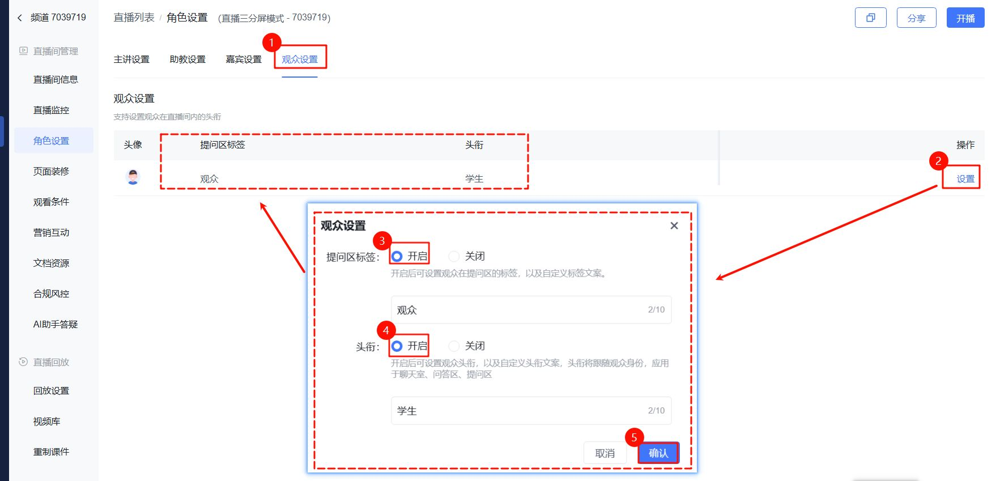 频道 7039719
直播间管理
直播间信息
直播监控
角色设置
页面装修
观看条件
营销互动
文档资源
合规风控
AI助手答疑
直播回放
回放设置
视频库
重制课件
直播列表 / 角色设置 (直播三分屏模式 - 7039719)
分享
开播
1
主讲设置 助教设置 嘉宾设置 观众设置
观众设置
支持设置观众在直播间内的头衔
头像 提问区标签 头衔 操作
2
观众 学生 设置
观众设置
3
提问区标签： 开启 关闭
开启后可设置观众在提问区的标签，以及自定义标签文案。
观众 2/10
4
头衔： 开启 关闭
开启后可设置观众头衔，以及自定义头衔文案，头衔将跟随观众身份，应用
于聊天室、问答区、提问区
学生 2/10
5
取消 确认